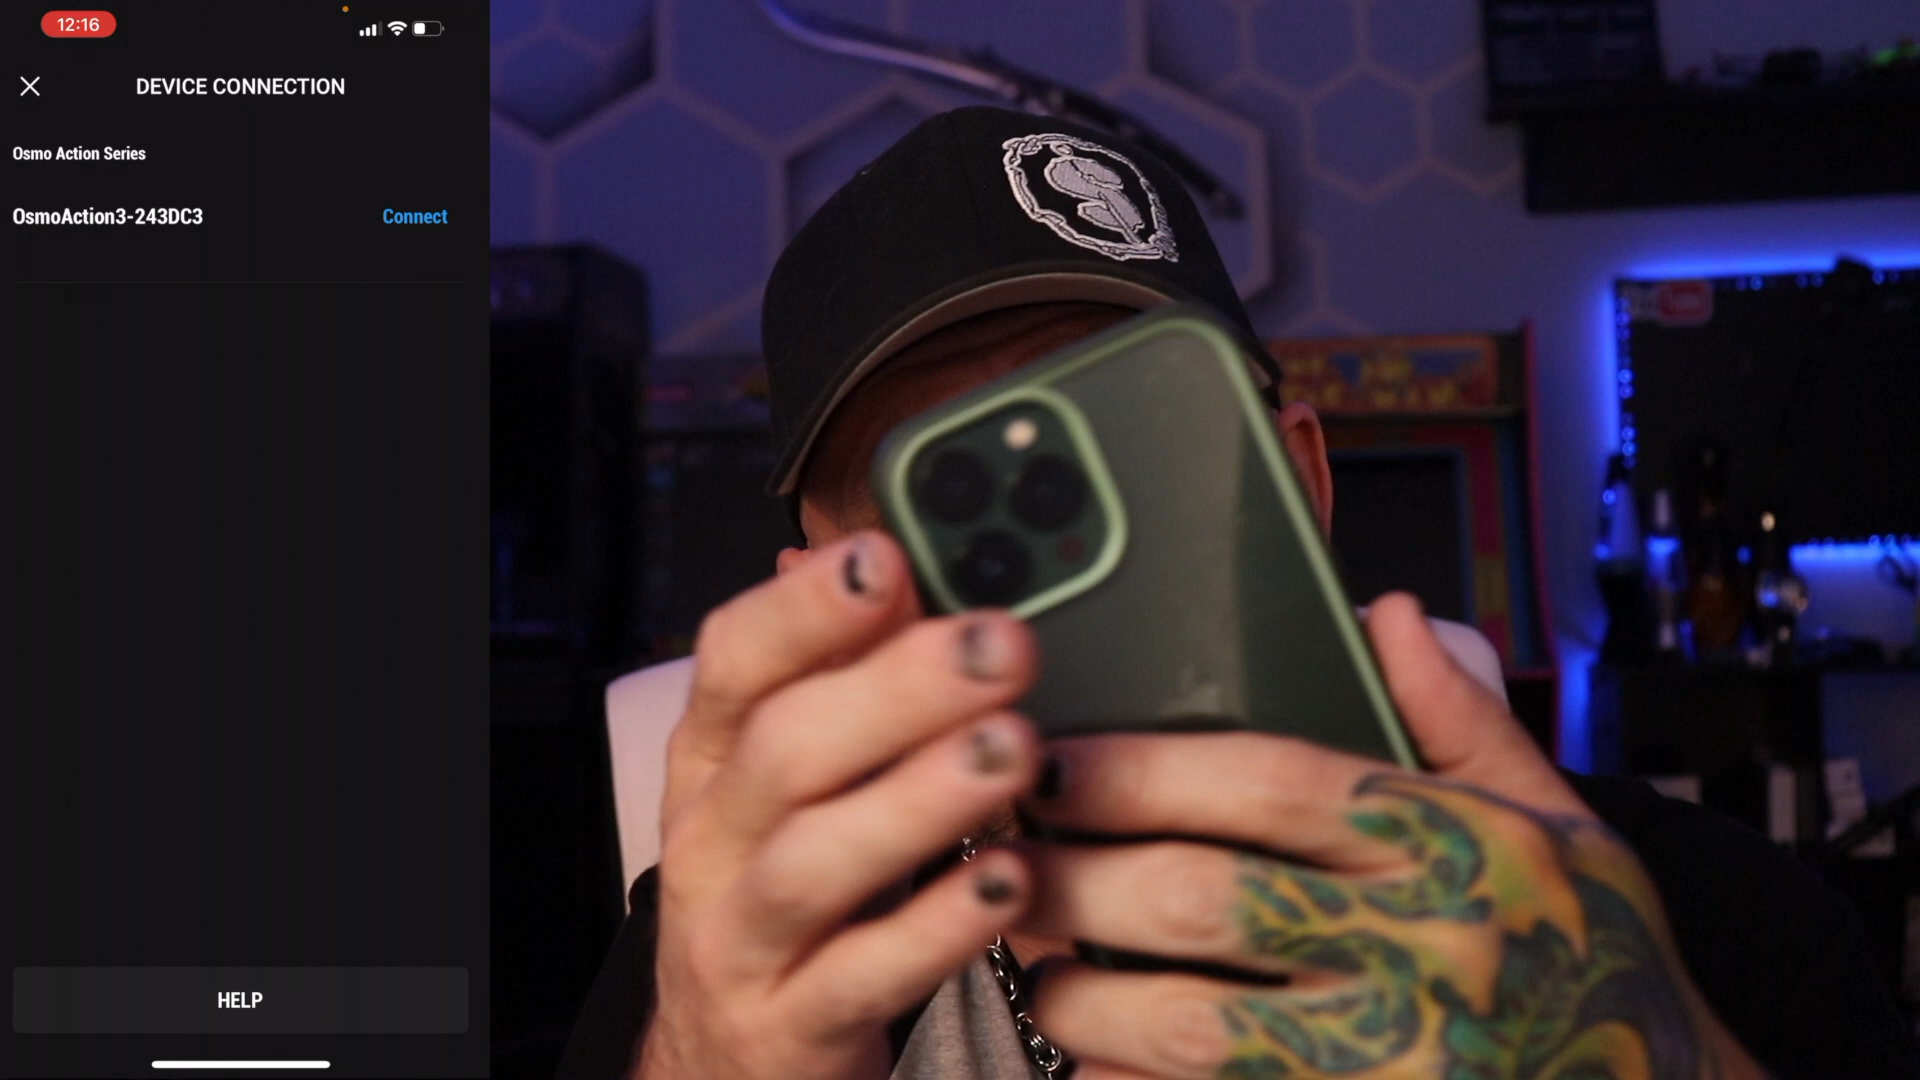 12:16
DEVICE CONNECTION
Osmo Action Series
OsmoAction3-243DC3
Connect
HELP